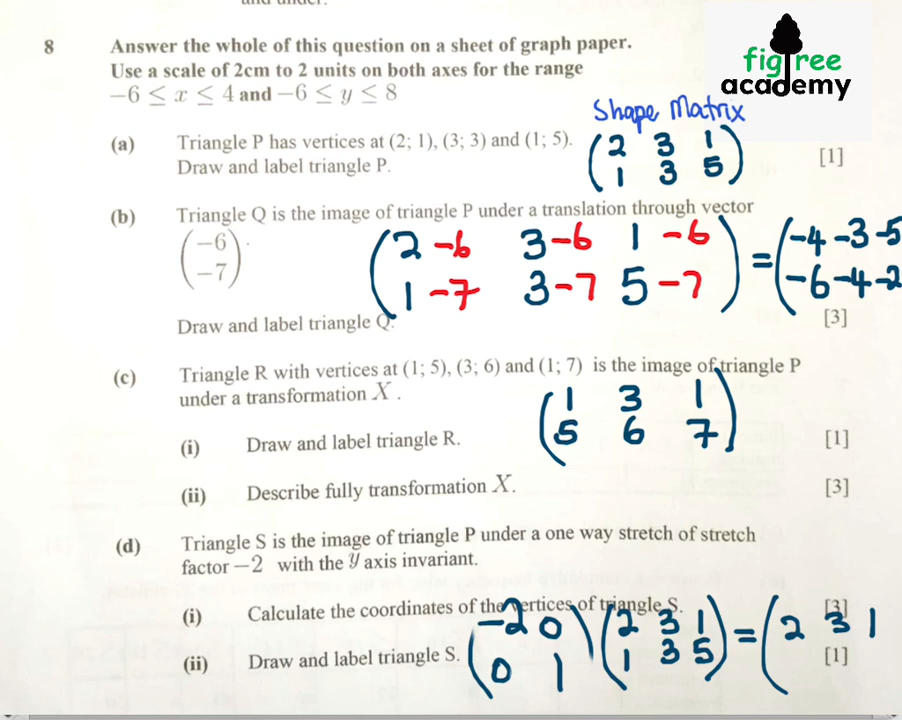 and under.
8 Answer the whole of this question on a sheet of graph paper.
Use a scale of 2cm to 2 units on both axes for the range
−6 ≤ x ≤ 4 and −6 ≤ y ≤ 8
figtree
academy
Shape Matrix
(a) Triangle P has vertices at (2; 1), (3; 3) and (1; 5).
Draw and label triangle P. [1]
(2 3 1
1 3 5)
(b) Triangle Q is the image of triangle P under a translation through vector
(−6
−7)
(2 -6 3 -6 1 -6
1 -7 3 -7 5 -7)
= (-4 -3 -5
-6 -4 -2
Draw and label triangle Q. [3]
(c) Triangle R with vertices at (1; 5), (3; 6) and (1; 7) is the image of triangle P
under a transformation X .
(1 3 1
5 6 7)
(i) Draw and label triangle R. [1]
(ii) Describe fully transformation X. [3]
(d) Triangle S is the image of triangle P under a one way stretch of stretch
factor −2 with the y axis invariant.
(i) Calculate the coordinates of the vertices of triangle S. [3]
(ii) Draw and label triangle S. [1]
(-2 0
0 1)
(2 3 1
1 3 5)
= (2 3 1